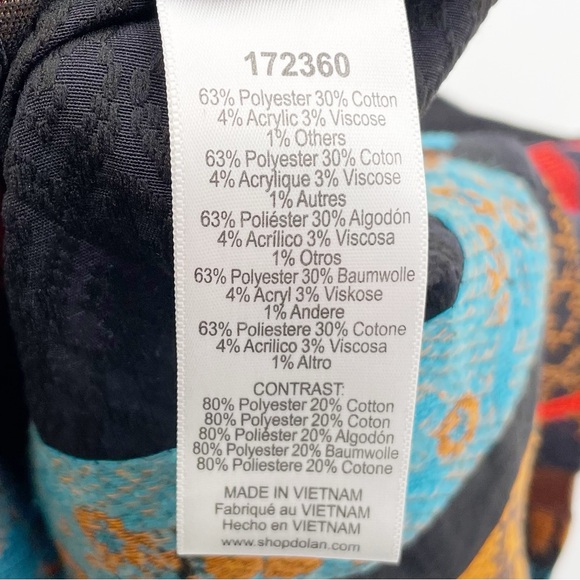 172360
63% Polyester 30% Cotton
4% Acrylic 3% Viscose
1% Others
63% Polyester 30% Coton
4% Acrylique 3% Viscose
1% Autres
63% Poliéster 30% Algodón
4% Acrílico 3% Viscosa
1% Otros
63% Polyester 30% Baumwolle
4% Acryl 3% Viskose
1% Andere
63% Poliestere 30% Cotone
4% Acrilico 3% Viscosa
1% Altro
CONTRAST:
80% Polyester 20% Cotton
80% Polyester 20% Coton
80% Poliéster 20% Algodón
80% Polyester 20% Baumwolle
80% Poliestere 20% Cotone
MADE IN VIETNAM
Fabriqué au VIETNAM
Hecho en VIETNAM
www.shopdolan.com